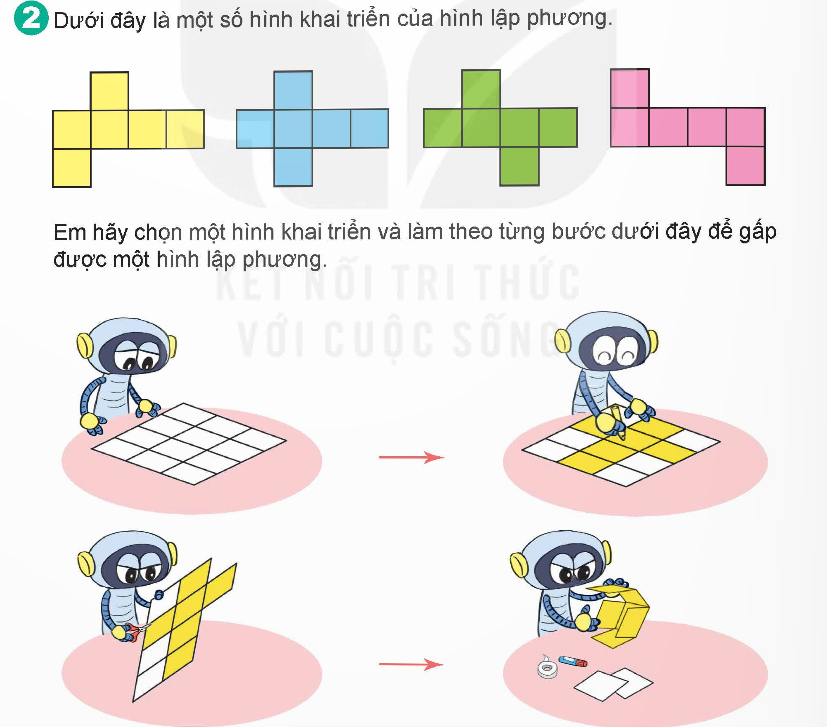 2 Dưới đây là một số hình khai triển của hình lập phương.
Em hãy chọn một hình khai triển và làm theo từng bước dưới đây để gấp
được một hình lập phương.
KẾT NỐI TRI THỨC
VỚI CUỘC SỐNG